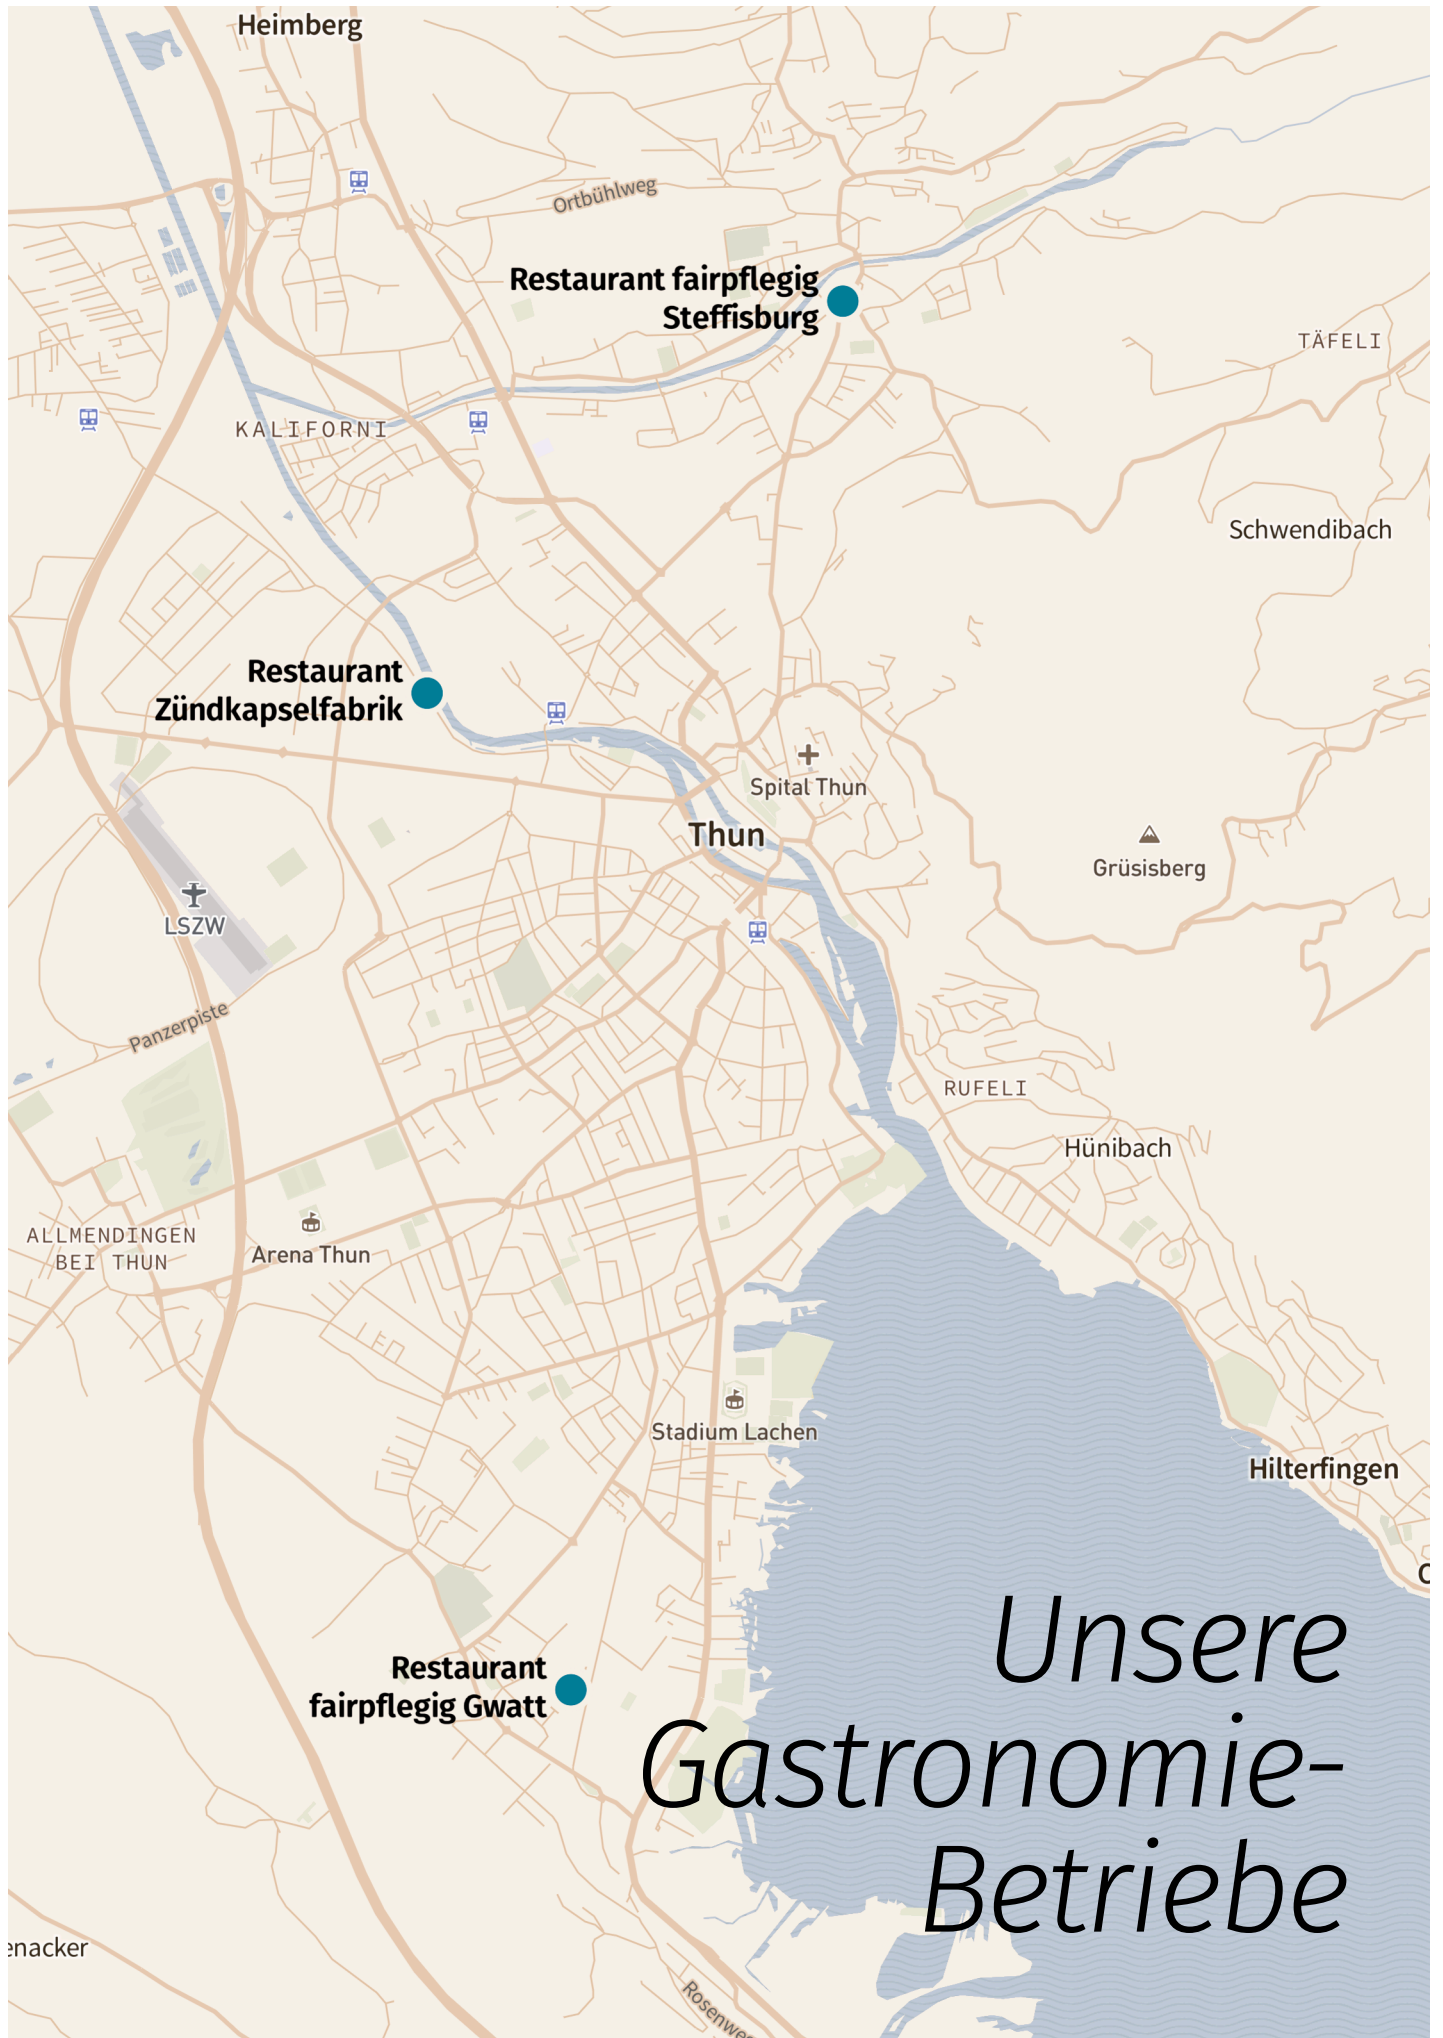 Heimberg
Ortbühlweg
Restaurant fairpflegig
Steffisburg
TÄFELI
KALIFORNI
Schwendibach
Restaurant
Zündkapselfabrik
Spital Thun
Thun
Grüsisberg
LSZW
Panzerpiste
RUFELI
Hünibach
ALLMENDINGEN
BEI THUN
Arena Thun
Stadium Lachen
Hilterfingen
Restaurant
fairpflegig Gwatt
Unsere
Gastronomie-
Betriebe
enacker